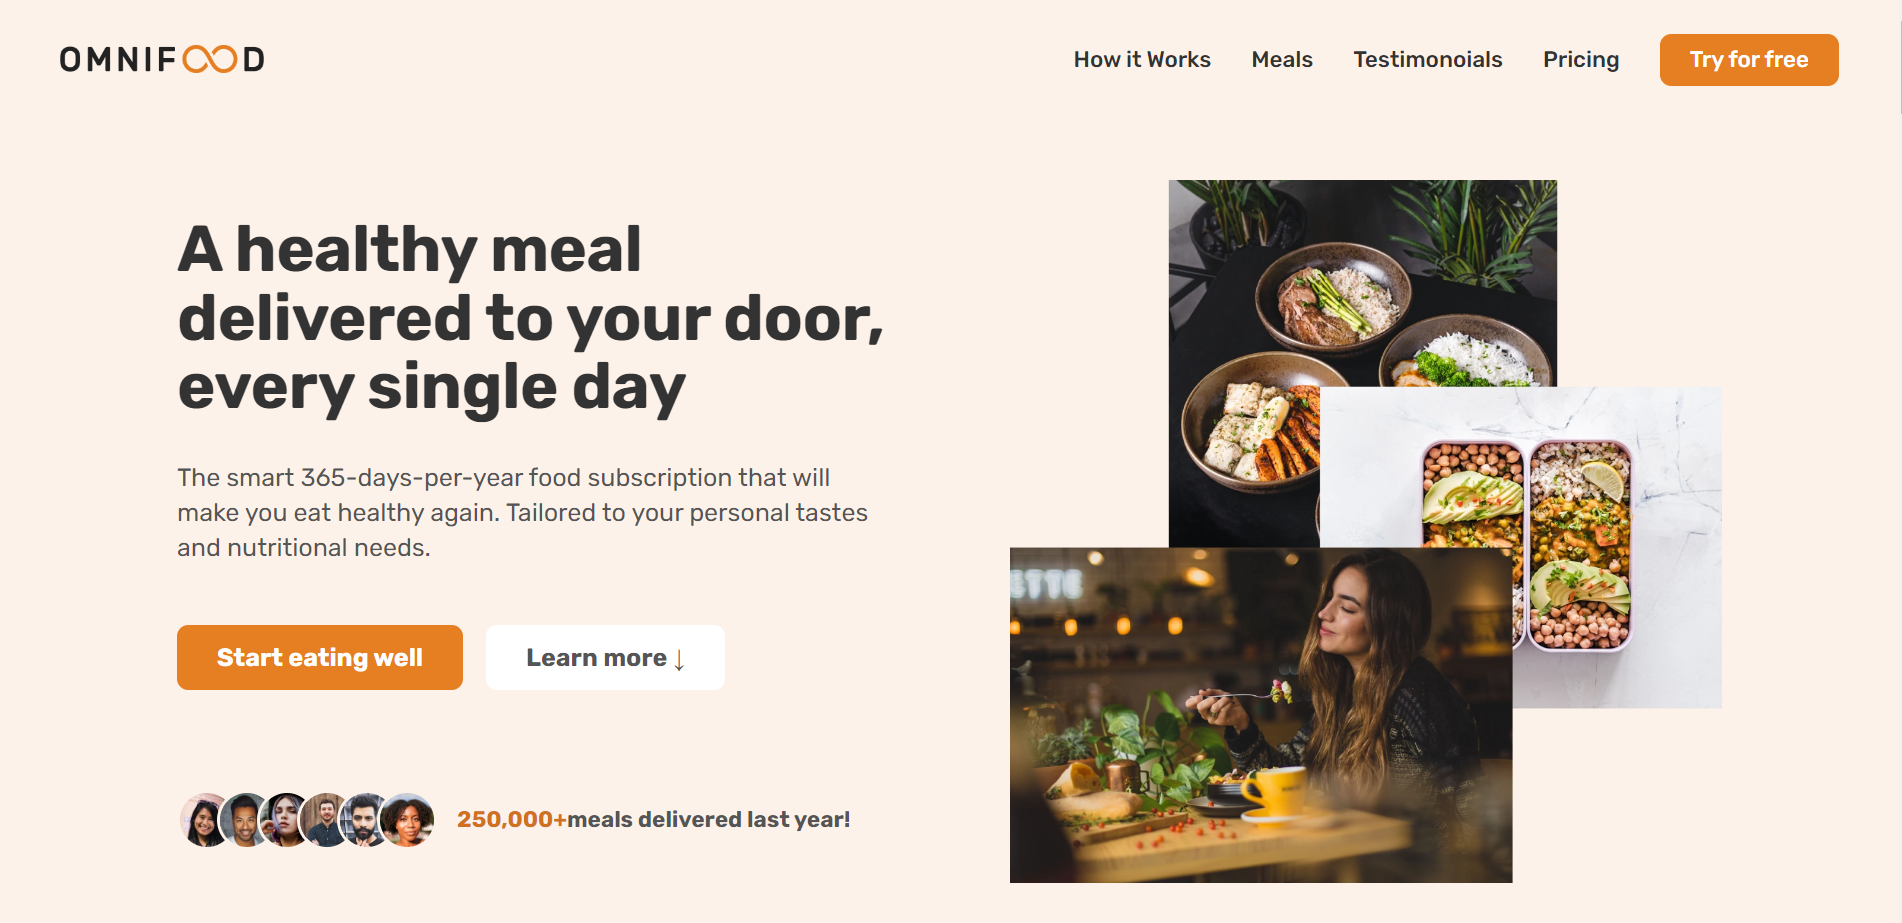 OMNIFOOD
How it Works
Meals
Testimonoials
Pricing
Try for free
A healthy meal
delivered to your door,
every single day
The smart 365-days-per-year food subscription that will
make you eat healthy again. Tailored to your personal tastes
and nutritional needs.
Start eating well
Learn more ↓
250,000+meals delivered last year!
ETTE